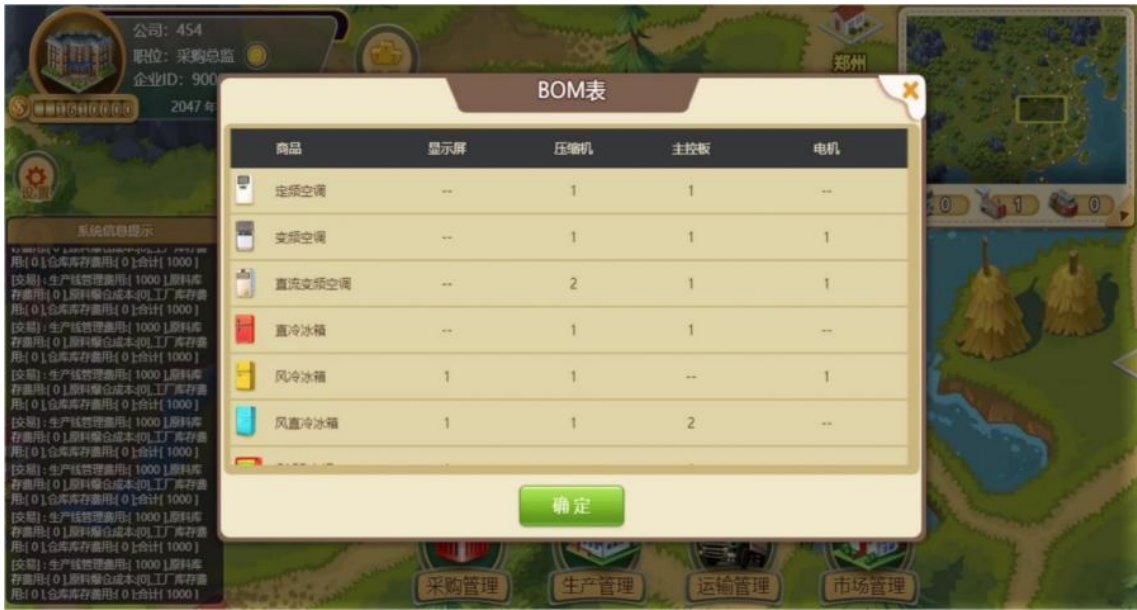 公司: 454
职位: 采购总监
企业ID: 900
2047 年
郑州
设置
BOM表
商品 显示屏 压缩机 主控板 电机
定频空调 -- 1 1 --
变频空调 -- 1 1 1
直流变频空调 -- 2 1 1
直冷冰箱 -- 1 1 --
风冷冰箱 1 1 -- 1
风直冷冰箱 1 1 2 --
确定
0 1 0
系统信息提示
用:[ 0 ],仓库库存费用:[ 0 ];合计[ 1000 ]
[交易] : 生产线管理费用:[ 1000 ],原料库
存费用:[ 0 ],原料爆仓成本:[0],工厂库存费
用:[ 0 ],仓库库存费用:[ 0 ];合计[ 1000 ]
[交易] : 生产线管理费用:[ 1000 ],原料库
存费用:[ 0 ],原料爆仓成本:[0],工厂库存费
用:[ 0 ],仓库库存费用:[ 0 ];合计[ 1000 ]
[交易] : 生产线管理费用:[ 1000 ],原料库
存费用:[ 0 ],原料爆仓成本:[0],工厂库存费
用:[ 0 ],仓库库存费用:[ 0 ];合计[ 1000 ]
[交易] : 生产线管理费用:[ 1000 ],原料库
存费用:[ 0 ],原料爆仓成本:[0],工厂库存费
用:[ 0 ],仓库库存费用:[ 0 ];合计[ 1000 ]
[交易] : 生产线管理费用:[ 1000 ],原料库
存费用:[ 0 ],原料爆仓成本:[0],工厂库存费
用:[ 0 ],仓库库存费用:[ 0 ];合计[ 1000 ]
[交易] : 生产线管理费用:[ 1000 ],原料库
存费用:[ 0 ],原料爆仓成本:[0],工厂库存费
用:[ 0 ],仓库库存费用:[ 0 ];合计[ 1000 ]
[交易] : 生产线管理费用:[ 1000 ],原料库
存费用:[ 0 ],原料爆仓成本:[0],工厂库存费
用:[ 0 ],仓库库存费用:[ 0 ];合计[ 1000 ]
采购管理 生产管理 运输管理 市场管理